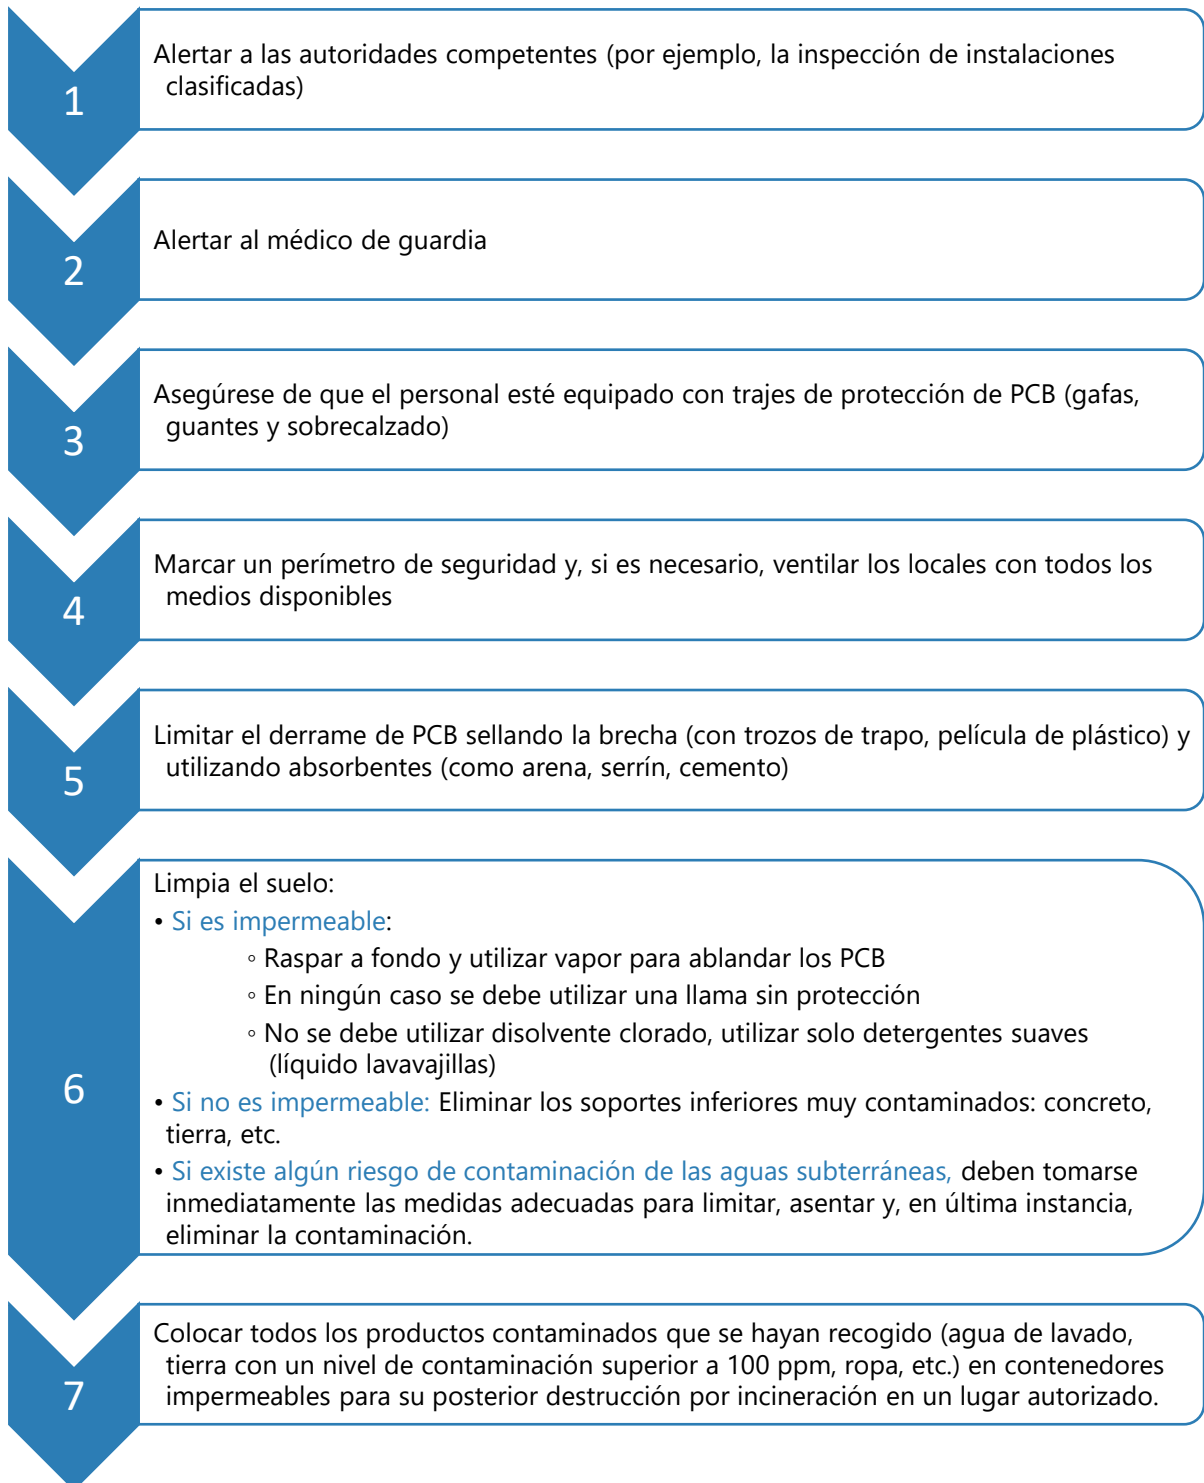 1
Alertar a las autoridades competentes (por ejemplo, la inspección de instalaciones
clasificadas)
2
Alertar al médico de guardia
3
Asegúrese de que el personal esté equipado con trajes de protección de PCB (gafas,
guantes y sobrecalzado)
4
Marcar un perímetro de seguridad y, si es necesario, ventilar los locales con todos los
medios disponibles
5
Limitar el derrame de PCB sellando la brecha (con trozos de trapo, película de plástico) y
utilizando absorbentes (como arena, serrín, cemento)
6
Limpia el suelo:
• Si es impermeable:
◦ Raspar a fondo y utilizar vapor para ablandar los PCB
◦ En ningún caso se debe utilizar una llama sin protección
◦ No se debe utilizar disolvente clorado, utilizar solo detergentes suaves
(líquido lavavajillas)
• Si no es impermeable: Eliminar los soportes inferiores muy contaminados: concreto,
tierra, etc.
• Si existe algún riesgo de contaminación de las aguas subterráneas, deben tomarse
inmediatamente las medidas adecuadas para limitar, asentar y, en última instancia,
eliminar la contaminación.
7
Colocar todos los productos contaminados que se hayan recogido (agua de lavado,
tierra con un nivel de contaminación superior a 100 ppm, ropa, etc.) en contenedores
impermeables para su posterior destrucción por incineración en un lugar autorizado.